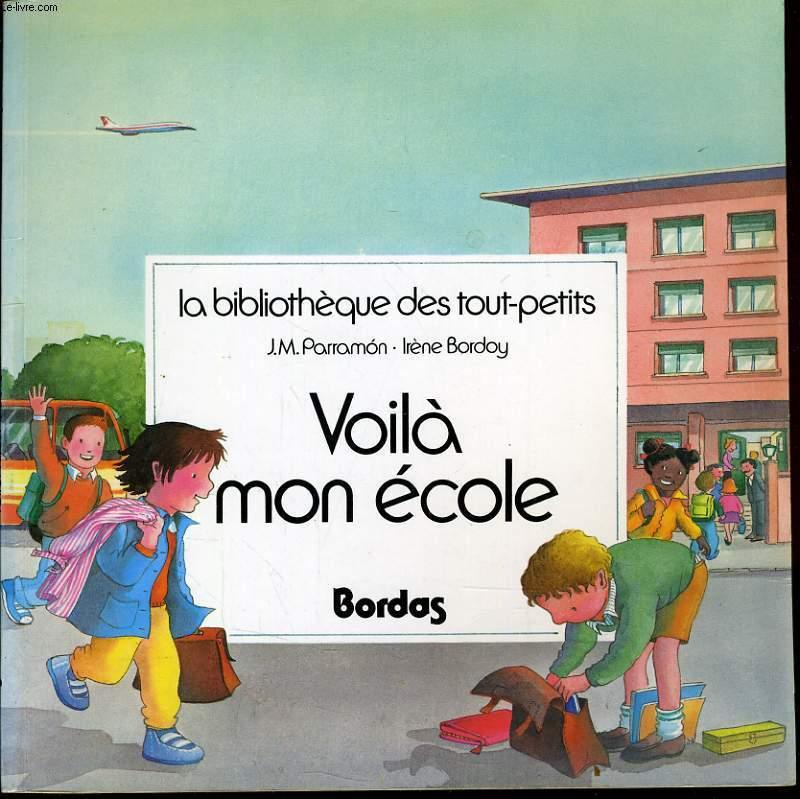 le-livre.com
la bibliothèque des tout-petits
J.M. Parramón · Irène Bordoy
Voilà
mon école
Bordas